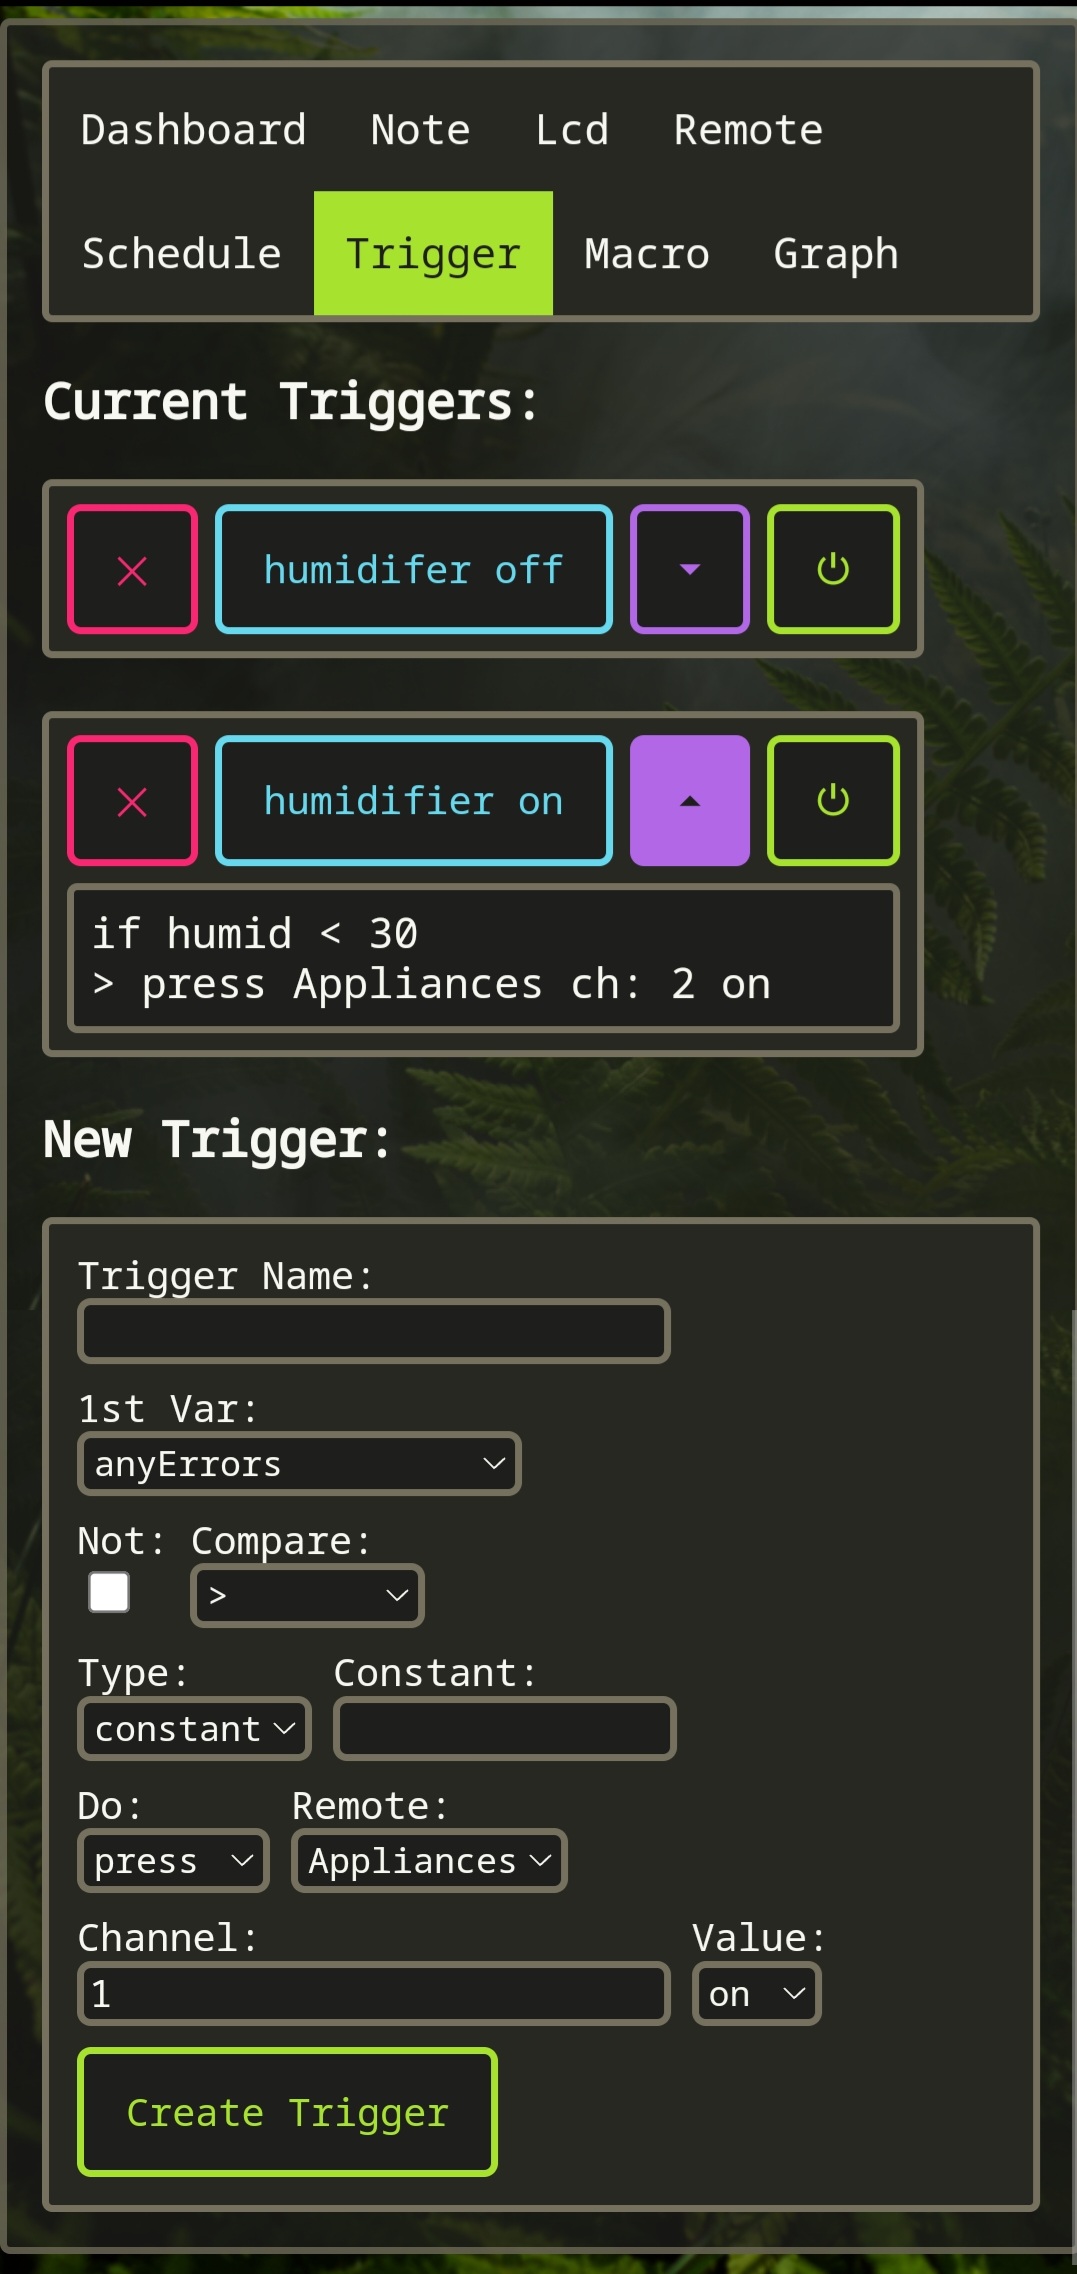 Dashboard Note Lcd Remote
Schedule Trigger Macro Graph
Current Triggers:
humidifer off
humidifier on
if humid < 30
> press Appliances ch: 2 on
New Trigger:
Trigger Name:
1st Var:
anyErrors
Not: Compare:
>
Type: Constant:
constant
Do: Remote:
press Appliances
Channel: Value:
1 on
Create Trigger